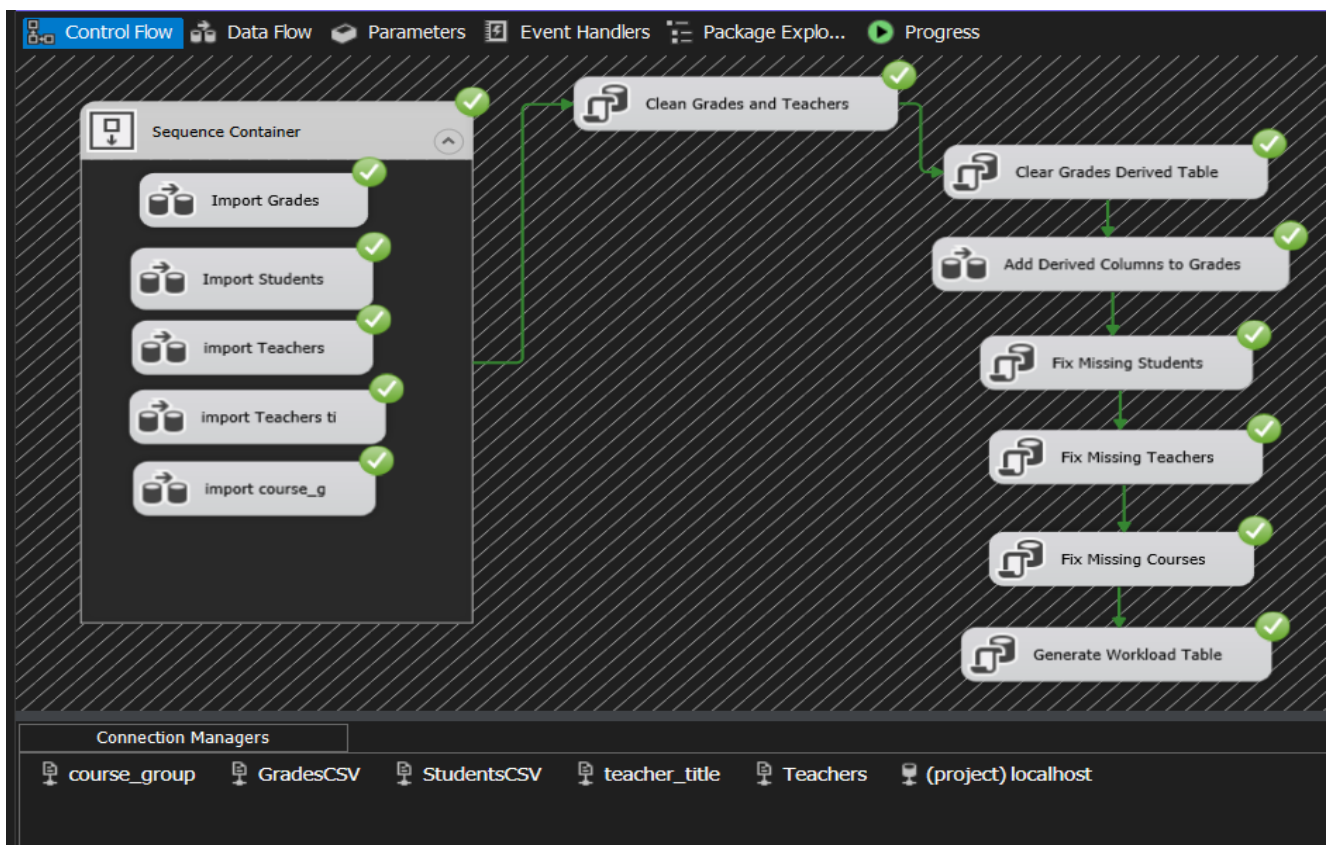 Control Flow
Data Flow
Parameters
Event Handlers
Package Explo...
Progress
Sequence Container
Import Grades
Import Students
import Teachers
import Teachers ti
import course_g
Clean Grades and Teachers
Clear Grades Derived Table
Add Derived Columns to Grades
Fix Missing Students
Fix Missing Teachers
Fix Missing Courses
Generate Workload Table
Connection Managers
course_group
GradesCSV
StudentsCSV
teacher_title
Teachers
(project) localhost